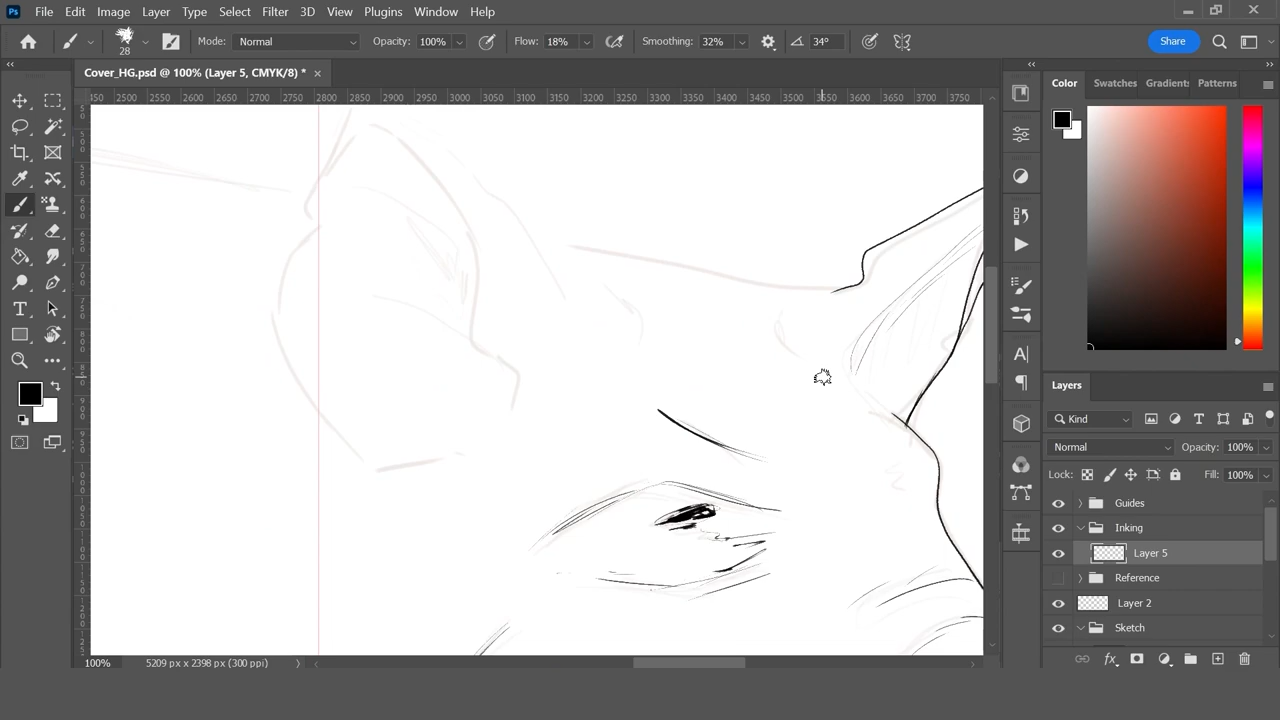 Ps File Edit Image Layer Type Select Filter 3D View Plugins Window Help
28 Mode: Normal Opacity: 100% Flow: 18% Smoothing: 32% 34° Share
Cover_HG.psd @ 100% (Layer 5, CMYK/8) *
450 2500 2550 2600 2650 2700 2750 2800 2850 2900 2950 3000 3050 3100 3150 3200 3250 3300 3350 3400 3450 3500 3550 3600 3650 3700 3750
Color Swatches Gradients Patterns
Layers
Kind
Normal Opacity: 100%
Lock: Fill: 100%
Guides
Inking
Layer 5
Reference
Layer 2
Sketch
100% 5209 px x 2398 px (300 ppi)